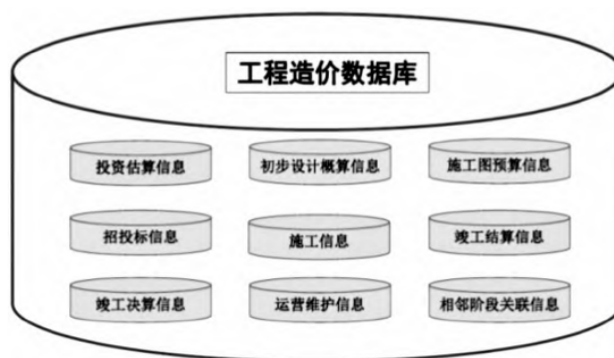 工程造价数据库
投资估算信息
初步设计概算信息
施工图预算信息
招投标信息
施工信息
竣工结算信息
竣工决算信息
运营维护信息
相邻阶段关联信息